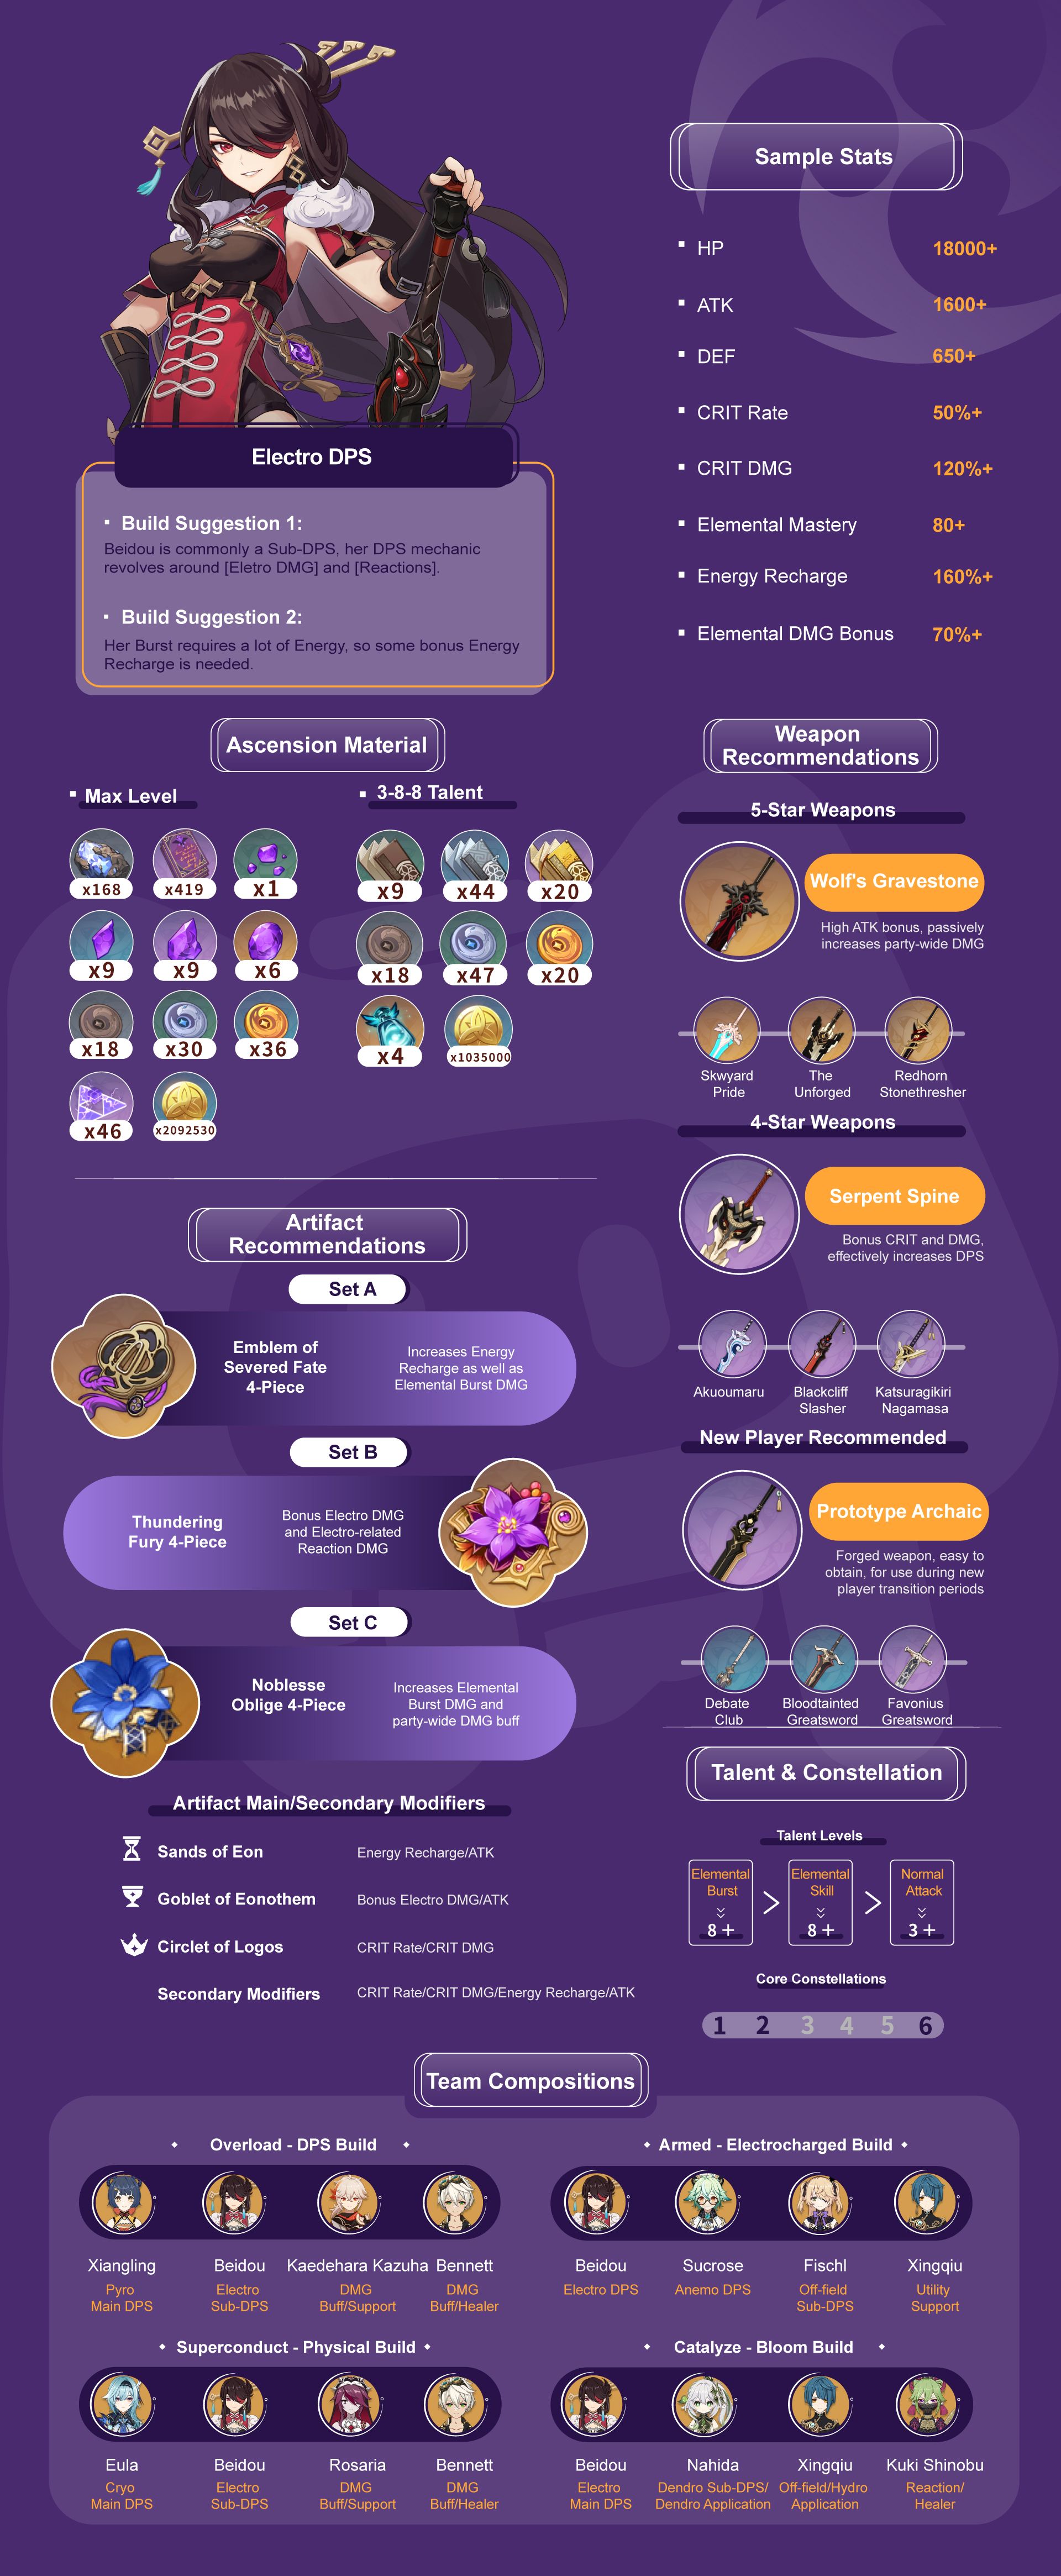 Electro DPS
Build Suggestion 1:
Beidou is commonly a Sub-DPS, her DPS mechanic
revolves around [Eletro DMG] and [Reactions].
Build Suggestion 2:
Her Burst requires a lot of Energy, so some bonus Energy
Recharge is needed.
Sample Stats
HP 18000+
ATK 1600+
DEF 650+
CRIT Rate 50%+
CRIT DMG 120%+
Elemental Mastery 80+
Energy Recharge 160%+
Elemental DMG Bonus 70%+
Ascension Material
Max Level
x168 x419 x1
x9 x9 x6
x18 x30 x36
x46 x2092530
3-8-8 Talent
x9 x44 x20
x18 x47 x20
x4 x1035000
Weapon
Recommendations
5-Star Weapons
Wolf's Gravestone
High ATK bonus, passively
increases party-wide DMG
Skwyard
Pride
The
Unforged
Redhorn
Stonethresher
4-Star Weapons
Serpent Spine
Bonus CRIT and DMG,
effectively increases DPS
Akuoumaru
Blackcliff
Slasher
Katsuragikiri
Nagamasa
New Player Recommended
Prototype Archaic
Forged weapon, easy to
obtain, for use during new
player transition periods
Debate
Club
Bloodtainted
Greatsword
Favonius
Greatsword
Artifact
Recommendations
Set A
Emblem of
Severed Fate
4-Piece
Increases Energy
Recharge as well as
Elemental Burst DMG
Set B
Thundering
Fury 4-Piece
Bonus Electro DMG
and Electro-related
Reaction DMG
Set C
Noblesse
Oblige 4-Piece
Increases Elemental
Burst DMG and
party-wide DMG buff
Artifact Main/Secondary Modifiers
Sands of Eon Energy Recharge/ATK
Goblet of Eonothem Bonus Electro DMG/ATK
Circlet of Logos CRIT Rate/CRIT DMG
Secondary Modifiers CRIT Rate/CRIT DMG/Energy Recharge/ATK
Talent & Constellation
Talent Levels
Elemental
Burst
8 +
>
Elemental
Skill
8 +
>
Normal
Attack
3 +
Core Constellations
1 2 3 4 5 6
Team Compositions
Overload - DPS Build
Xiangling
Pyro
Main DPS
Beidou
Electro
Sub-DPS
Kaedehara Kazuha
DMG
Buff/Support
Bennett
DMG
Buff/Healer
Armed - Electrocharged Build
Beidou
Electro DPS
Sucrose
Anemo DPS
Fischl
Off-field
Sub-DPS
Xingqiu
Utility
Support
Superconduct - Physical Build
Eula
Cryo
Main DPS
Beidou
Electro
Sub-DPS
Rosaria
DMG
Buff/Support
Bennett
DMG
Buff/Healer
Catalyze - Bloom Build
Beidou
Electro
Main DPS
Nahida
Dendro Sub-DPS/
Dendro Application
Xingqiu
Off-field/Hydro
Application
Kuki Shinobu
Reaction/
Healer